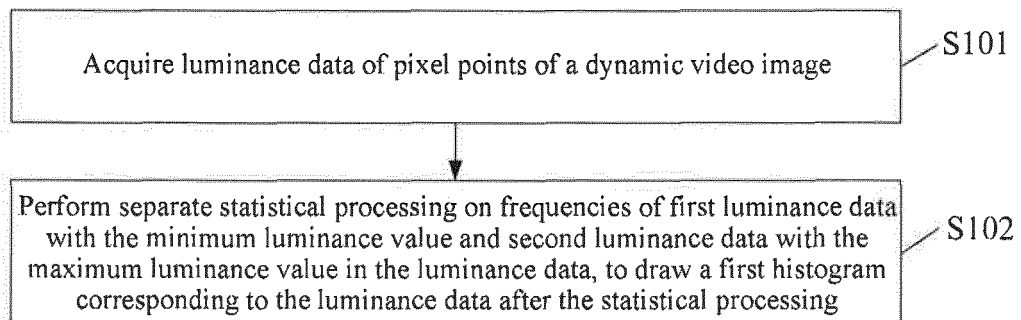 Acquire luminance data of pixel points of a dynamic video image
S101
Perform separate statistical processing on frequencies of first luminance data
with the minimum luminance value and second luminance data with the
maximum luminance value in the luminance data, to draw a first histogram
corresponding to the luminance data after the statistical processing
S102